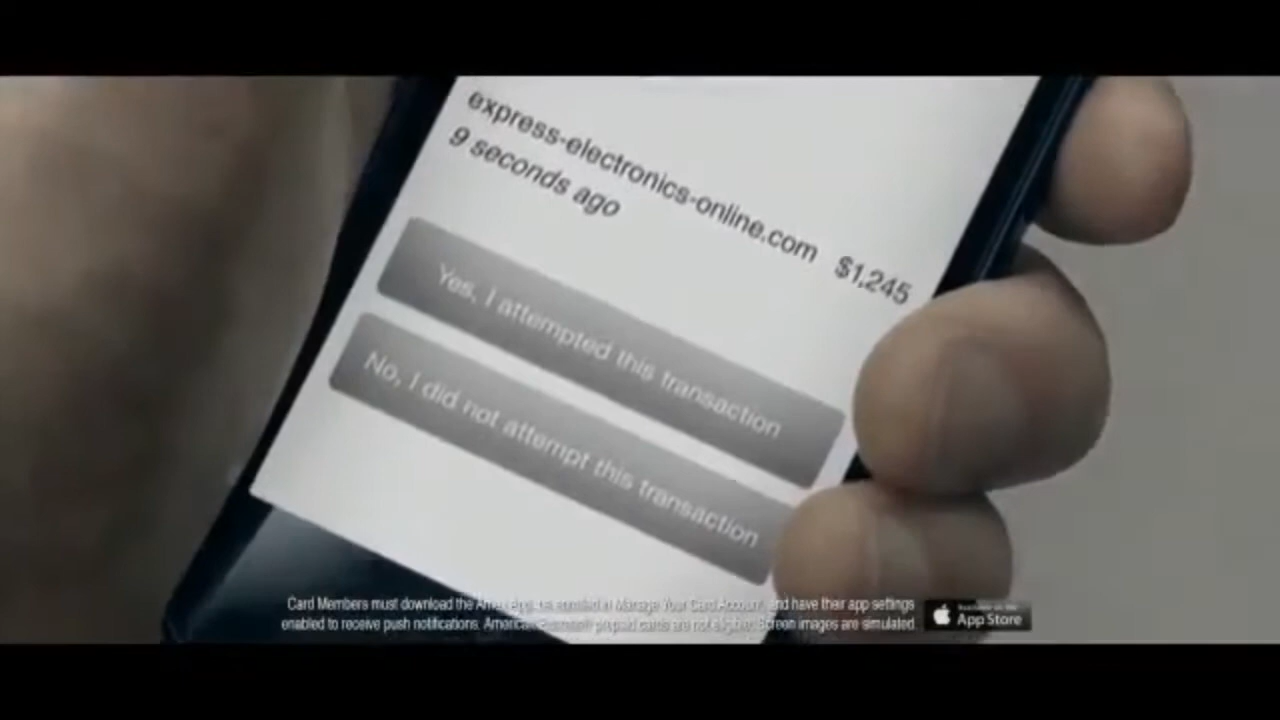 express-electronics-online.com $1,245
9 seconds ago
Yes, I attempted this transaction
No, I did not attempt this transaction
Card Members must download the Amex App, be enrolled in Manage Your Card Account, and have their app settings
enabled to receive push notifications. American Express® prepaid cards are not eligible. Screen images are simulated.
App Store